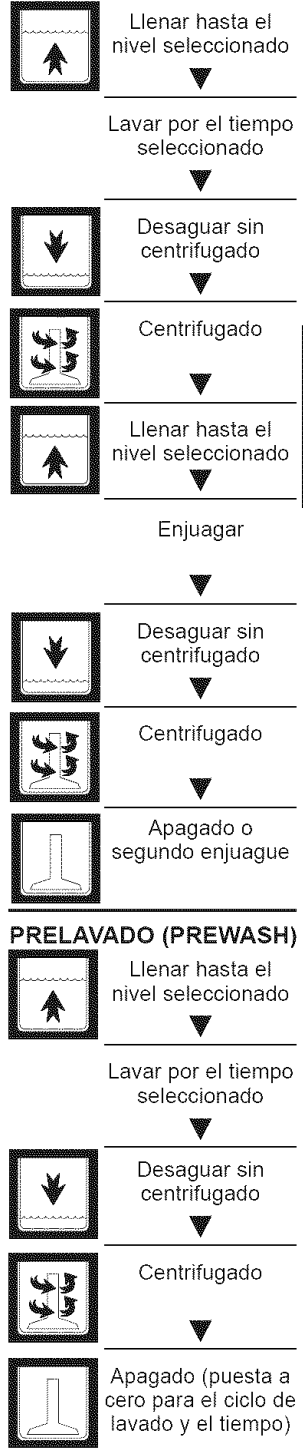 Llenar hasta el
nivel seleccionado
Lavar por el tiempo
seleccionado
Desaguar sin
centrifugado
Centrifugado
Llenar hasta el
nivel seleccionado
Enjuagar
Desaguar sin
centrifugado
Centrifugado
Apagado o
segundo enjuague
PRELAVADO (PREWASH)
Llenar hasta el
nivel seleccionado
Lavar por el tiempo
seleccionado
Desaguar sin
centrifugado
Centrifugado
Apagado (puesta a
cero para el ciclo de
lavado y el tiempo)